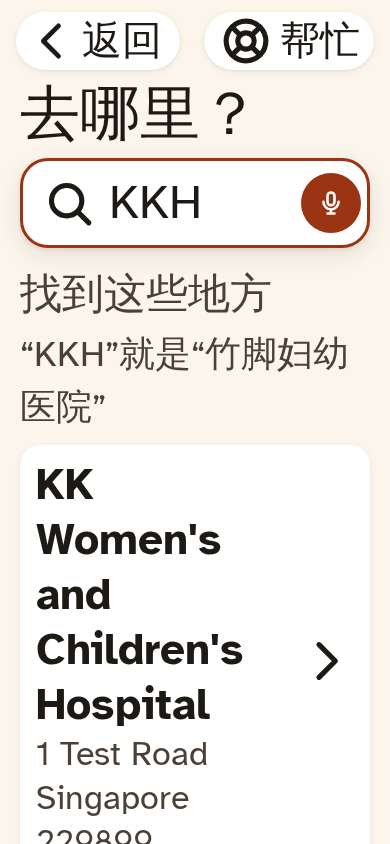 返回
帮忙
去哪里？
KKH
找到这些地方
“KKH”就是“竹脚妇幼
医院”
KK
Women's
and
Children's
Hospital
1 Test Road
Singapore
229899